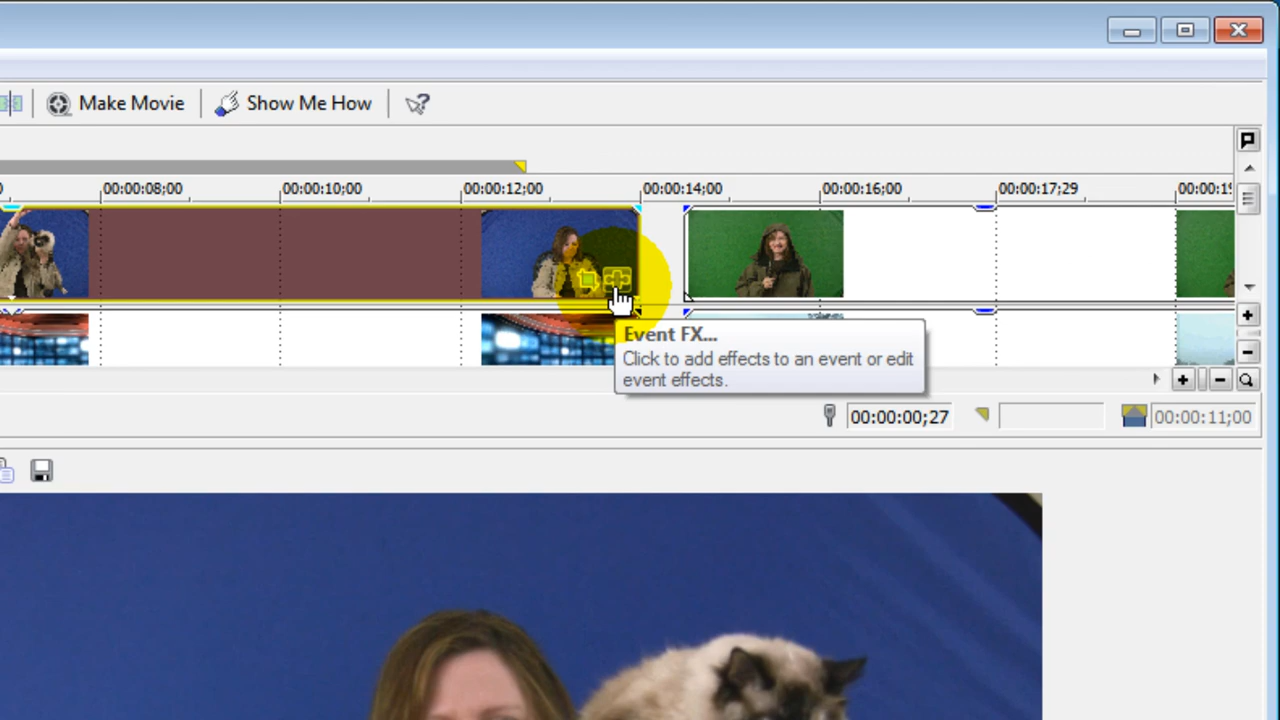 Make Movie
Show Me How
00:00:08;00
00:00:10;00
00:00:12;00
00:00:14;00
00:00:16;00
00:00:17;29
Event FX...
Click to add effects to an event or edit
event effects.
00:00:00;27
00:00:11;00